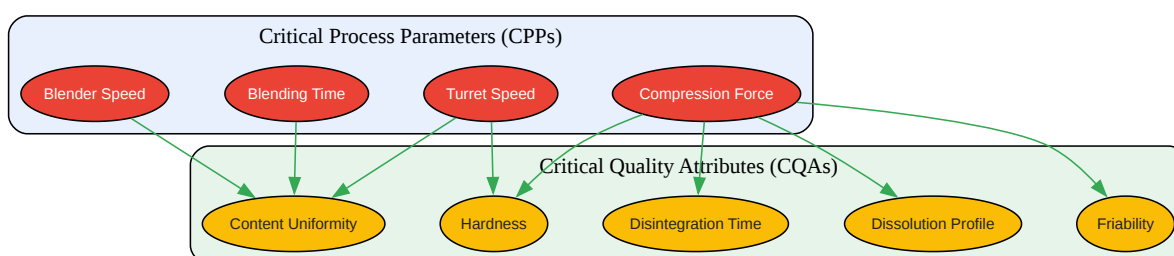 Critical Process Parameters (CPPs)
Blender Speed
Blending Time
Turret Speed
Compression Force
Critical Quality Attributes (CQAs)
Content Uniformity
Hardness
Disintegration Time
Dissolution Profile
Friability